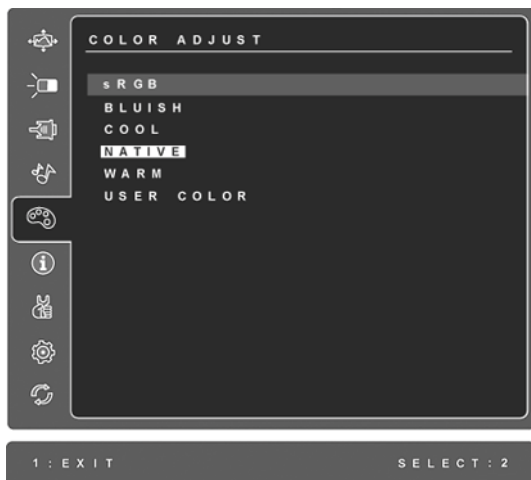 COLOR ADJUST
sRGB
BLUISH
COOL
NATIVE
WARM
USER COLOR
1:EXIT SELECT:2